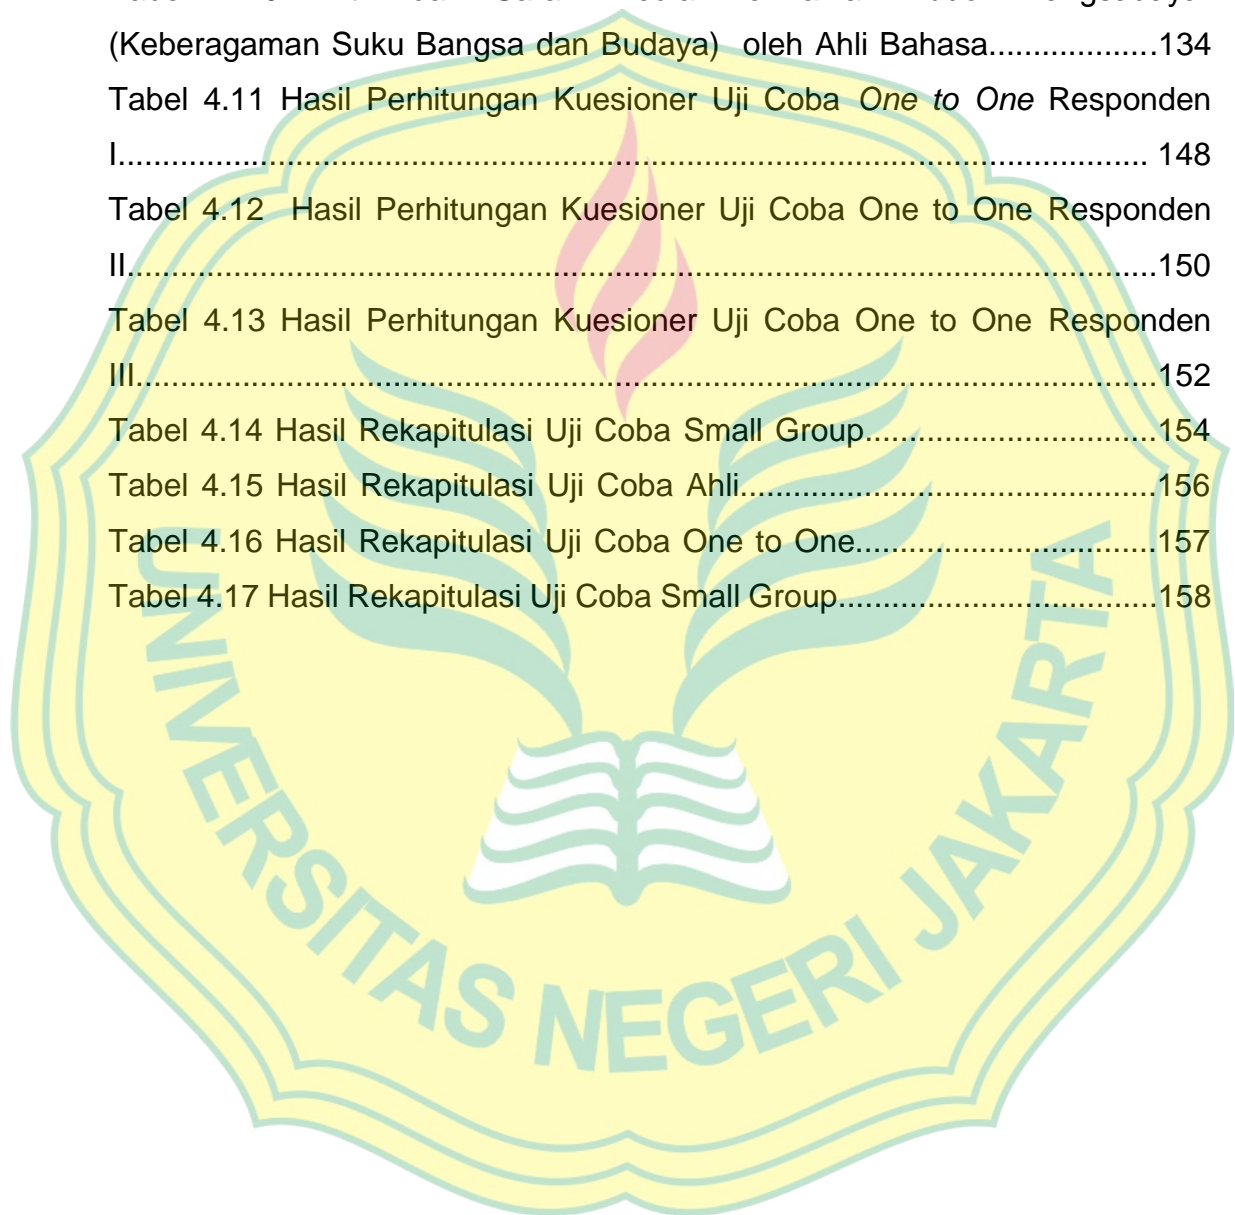 (Keberagaman Suku Bangsa dan Budaya)  oleh Ahli Bahasa...................134
Tabel 4.11 Hasil Perhitungan Kuesioner Uji Coba One to One Responden
I.................................................................................................................... 148
Tabel 4.12  Hasil Perhitungan Kuesioner Uji Coba One to One Responden
II...................................................................................................................150
Tabel 4.13 Hasil Perhitungan Kuesioner Uji Coba One to One Responden
III..................................................................................................................152
Tabel 4.14 Hasil Rekapitulasi Uji Coba Small Group.................................154
Tabel 4.15 Hasil Rekapitulasi Uji Coba Ahli...............................................156
Tabel 4.16 Hasil Rekapitulasi Uji Coba One to One..................................157
Tabel 4.17 Hasil Rekapitulasi Uji Coba Small Group....................................158
UNIVERSITAS NEGERI JAKARTA